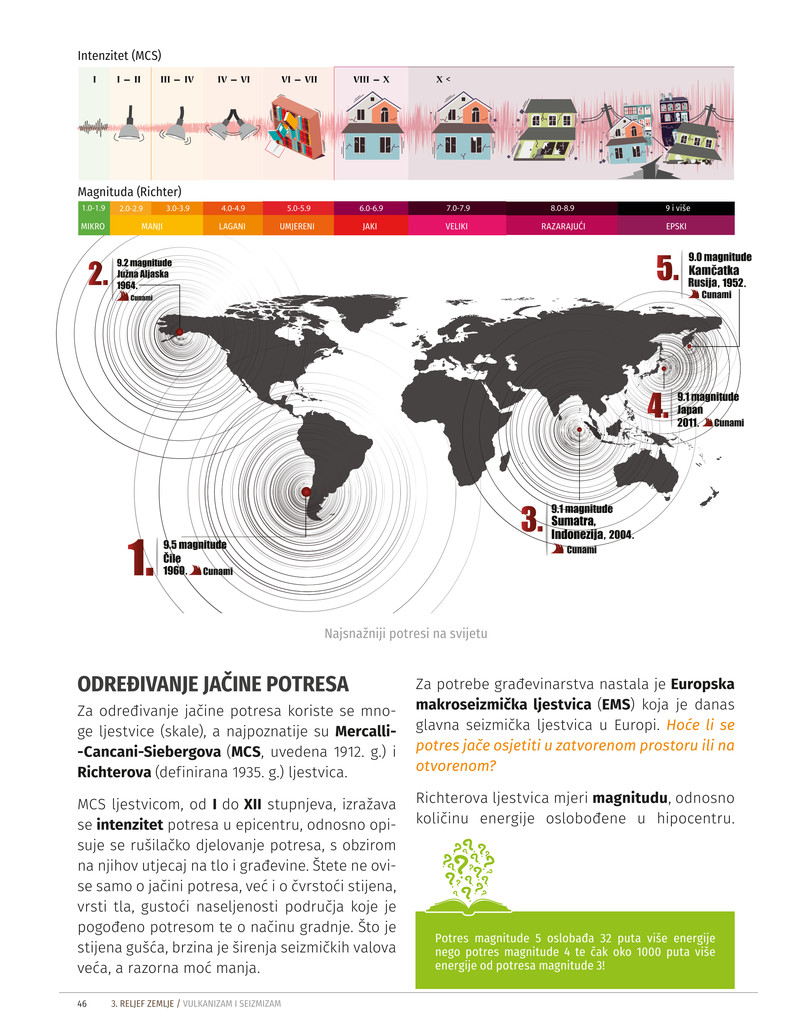 Intenzitet (MCS)
I I – II III – IV IV – VI VI – VII VIII – X X <
Magnituda (Richter)
1.0-1.9 2.0-2.9 3.0-3.9 4.0-4.9 5.0-5.9 6.0-6.9 7.0-7.9 8.0-8.9 9 i više
MIKRO MANJI LAGANI UMJERENI JAKI VELIKI RAZARAJUĆI EPSKI
2.
9.2 magnitude
Južna Aljaska
1964.
Cunami
5.
9.0 magnitude
Kamčatka
Rusija, 1952.
Cunami
4.
9.1 magnitude
Japan
2011. Cunami
3.
9.1 magnitude
Sumatra,
Indonezija, 2004.
Cunami
1.
9.5 magnitude
Čile
1960. Cunami
Najsnažniji potresi na svijetu
ODREĐIVANJE JAČINE POTRESA
Za određivanje jačine potresa koriste se mno-
ge ljestvice (skale), a najpoznatije su Mercalli-
-Cancani-Siebergova (MCS, uvedena 1912. g.) i
Richterova (definirana 1935. g.) ljestvica.
MCS ljestvicom, od I do XII stupnjeva, izražava
se intenzitet potresa u epicentru, odnosno opi-
suje se rušilačko djelovanje potresa, s obzirom
na njihov utjecaj na tlo i građevine. Štete ne ovi-
se samo o jačini potresa, već i o čvrstoći stijena,
vrsti tla, gustoći naseljenosti područja koje je
pogođeno potresom te o načinu gradnje. Što je
stijena gušća, brzina je širenja seizmičkih valova
veća, a razorna moć manja.
Za potrebe građevinarstva nastala je Europska
makroseizmička ljestvica (EMS) koja je danas
glavna seizmička ljestvica u Europi. Hoće li se
potres jače osjetiti u zatvorenom prostoru ili na
otvorenom?
Richterova ljestvica mjeri magnitudu, odnosno
količinu energije oslobođene u hipocentru.
Potres magnitude 5 oslobađa 32 puta više energije
nego potres magnitude 4 te čak oko 1000 puta više
energije od potresa magnitude 3!
46 3. RELJEF ZEMLJE / VULKANIZAM I SEIZMIZAM